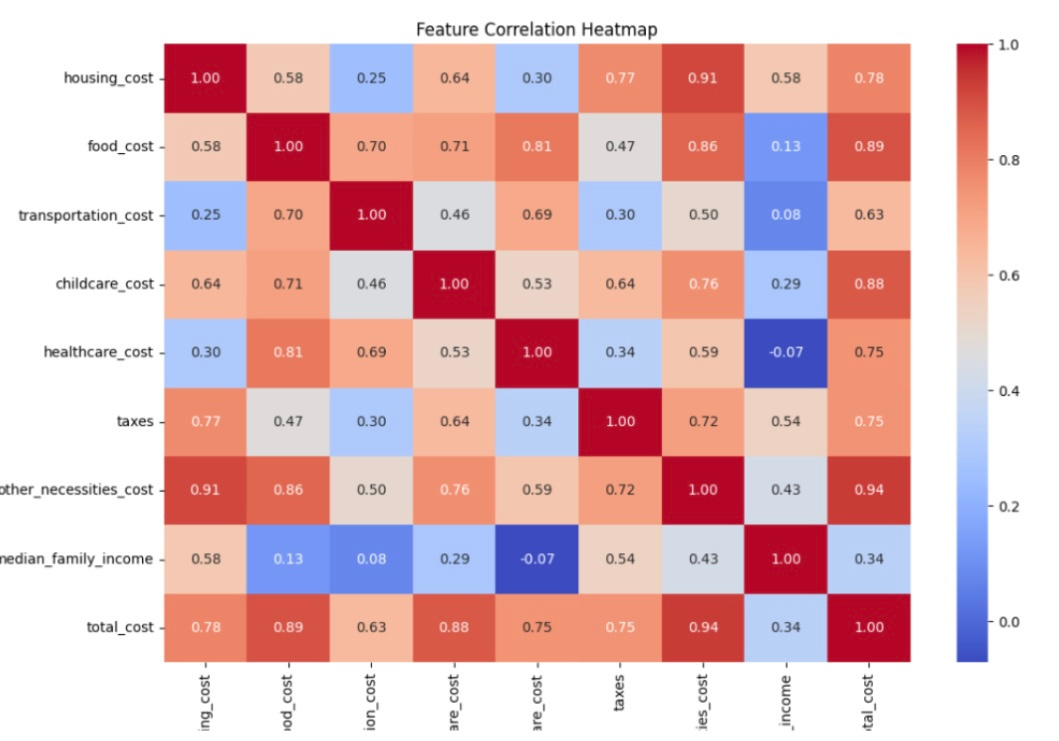 Feature Correlation Heatmap
housing_cost 1.00 0.58 0.25 0.64 0.30 0.77 0.91 0.58 0.78
food_cost 0.58 1.00 0.70 0.71 0.81 0.47 0.86 0.13 0.89
transportation_cost 0.25 0.70 1.00 0.46 0.69 0.30 0.50 0.08 0.63
childcare_cost 0.64 0.71 0.46 1.00 0.53 0.64 0.76 0.29 0.88
healthcare_cost 0.30 0.81 0.69 0.53 1.00 0.34 0.59 -0.07 0.75
taxes 0.77 0.47 0.30 0.64 0.34 1.00 0.72 0.54 0.75
other_necessities_cost 0.91 0.86 0.50 0.76 0.59 0.72 1.00 0.43 0.94
nedian_family_income 0.58 0.13 0.08 0.29 -0.07 0.54 0.43 1.00 0.34
total_cost 0.78 0.89 0.63 0.88 0.75 0.75 0.94 0.34 1.00
ing_cost
ood_cost
ion_cost
are_cost
are_cost
taxes
ies_cost
_income
otal_cost
1.0
0.8
0.6
0.4
0.2
0.0